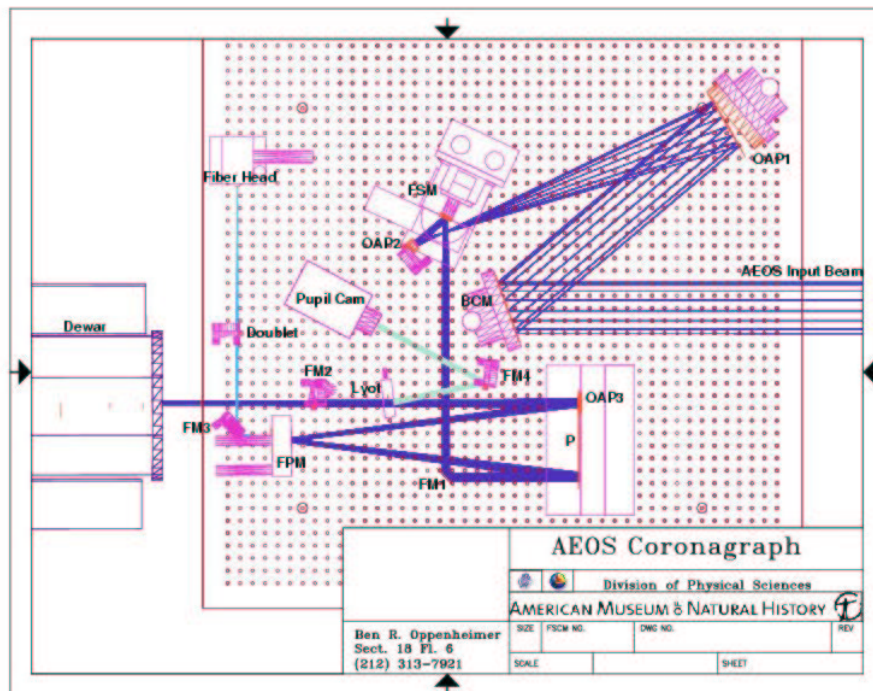 OAP1
Fiber Head
FSM
OAP2
AEOS Input Beam
Pupil Cam
BCM
Dewar
Doublet
FM2
Lyot
FM4
OAP3
FM3
P
FPM
FM1
AEOS Coronagraph
Division of Physical Sciences
AMERICAN MUSEUM & NATURAL HISTORY
Ben R. Oppenheimer
Sect. 18 Fl. 6
(212) 313-7921
SIZE FSCM NO. DWG NO. REV
SCALE SHEET